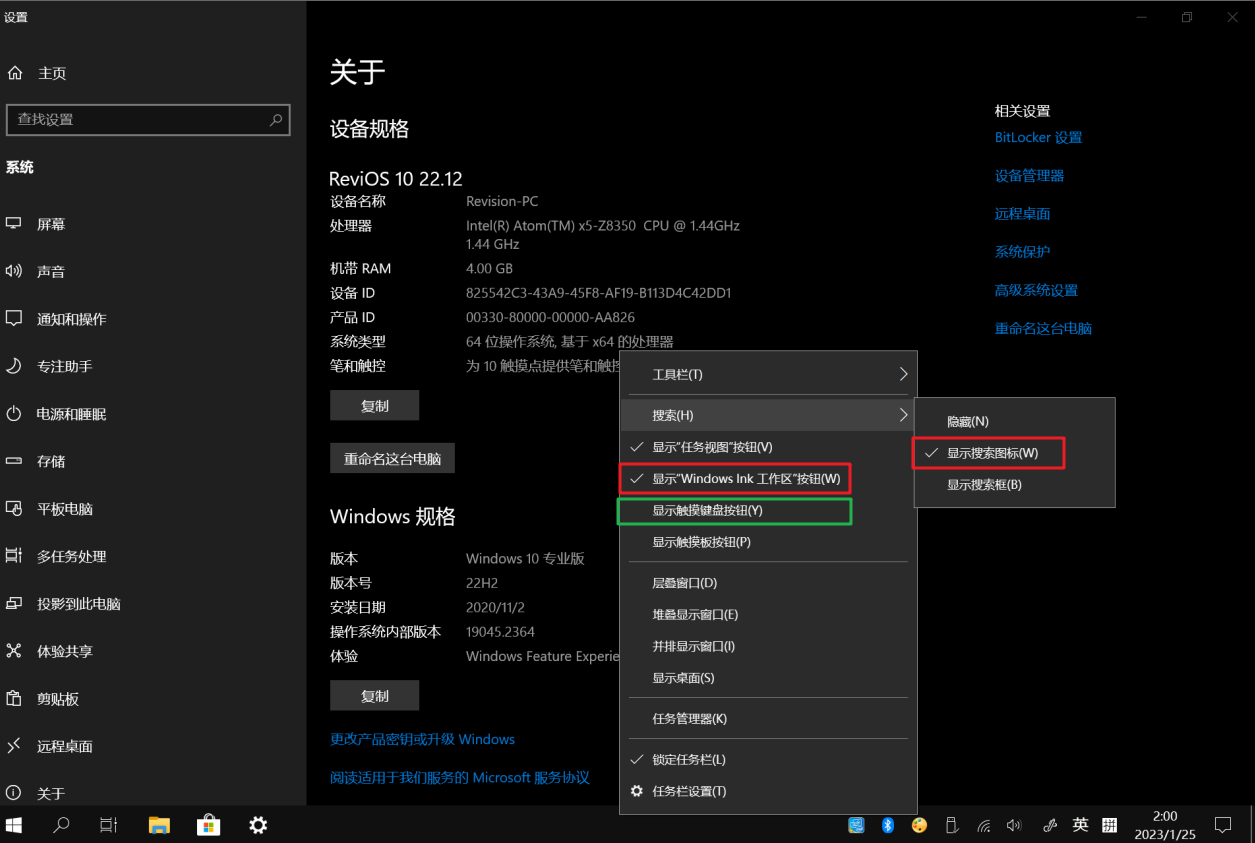 设置
主页
查找设置
系统
屏幕
声音
通知和操作
专注助手
电源和睡眠
存储
平板电脑
多任务处理
投影到此电脑
体验共享
剪贴板
远程桌面
关于
关于
设备规格
ReviOS 10 22.12
设备名称 Revision-PC
处理器 Intel(R) Atom(TM) x5-Z8350 CPU @ 1.44GHz
1.44 GHz
机带 RAM 4.00 GB
设备 ID 825542C3-43A9-45F8-AF19-B113D4C42DD1
产品 ID 00330-80000-00000-AA826
系统类型 64 位操作系统, 基于 x64 的处理器
笔和触控 为 10 触摸点提供笔和触控
复制
重命名这台电脑
Windows 规格
版本 Windows 10 专业版
版本号 22H2
安装日期 2020/11/2
操作系统内部版本 19045.2364
体验 Windows Feature Experie
复制
更改产品密钥或升级 Windows
阅读适用于我们服务的 Microsoft 服务协议
相关设置
BitLocker 设置
设备管理器
远程桌面
系统保护
高级系统设置
重命名这台电脑
工具栏(T)
搜索(H)
显示“任务视图”按钮(V)
显示“Windows Ink 工作区”按钮(W)
显示触摸键盘按钮(Y)
显示触摸板按钮(P)
层叠窗口(D)
堆叠显示窗口(E)
并排显示窗口(I)
显示桌面(S)
任务管理器(K)
锁定任务栏(L)
任务栏设置(T)
隐藏(N)
显示搜索图标(W)
显示搜索框(B)
英
拼
2:00
2023/1/25